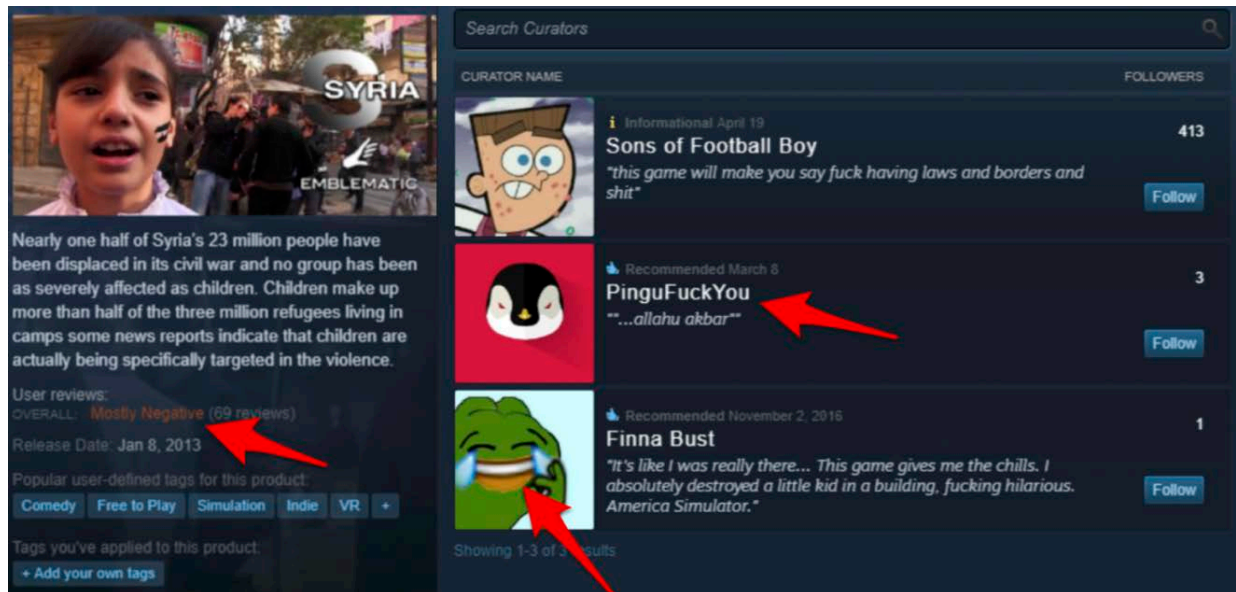 SYRIA
EMBLEMATIC
Nearly one half of Syria's 23 million people have
been displaced in its civil war and no group has been
as severely affected as children. Children make up
more than half of the three million refugees living in
camps some news reports indicate that children are
actually being specifically targeted in the violence.
User reviews:
OVERALL: Mostly Negative (69 reviews)
Release Date: Jan 8, 2013
Popular user-defined tags for this product:
Comedy Free to Play Simulation Indie VR +
Tags you've applied to this product:
+ Add your own tags
Search Curators
CURATOR NAME FOLLOWERS
Informational April 19
413
Sons of Football Boy
"this game will make you say fuck having laws and borders and
shit"
Follow
Recommended March 8
3
PinguFuckYou
""...allahu akbar""
Follow
Recommended November 2, 2016
1
Finna Bust
"It's like I was really there... This game gives me the chills. I
absolutely destroyed a little kid in a building, fucking hilarious.
America Simulator."
Follow
Showing 1-3 of 3 results